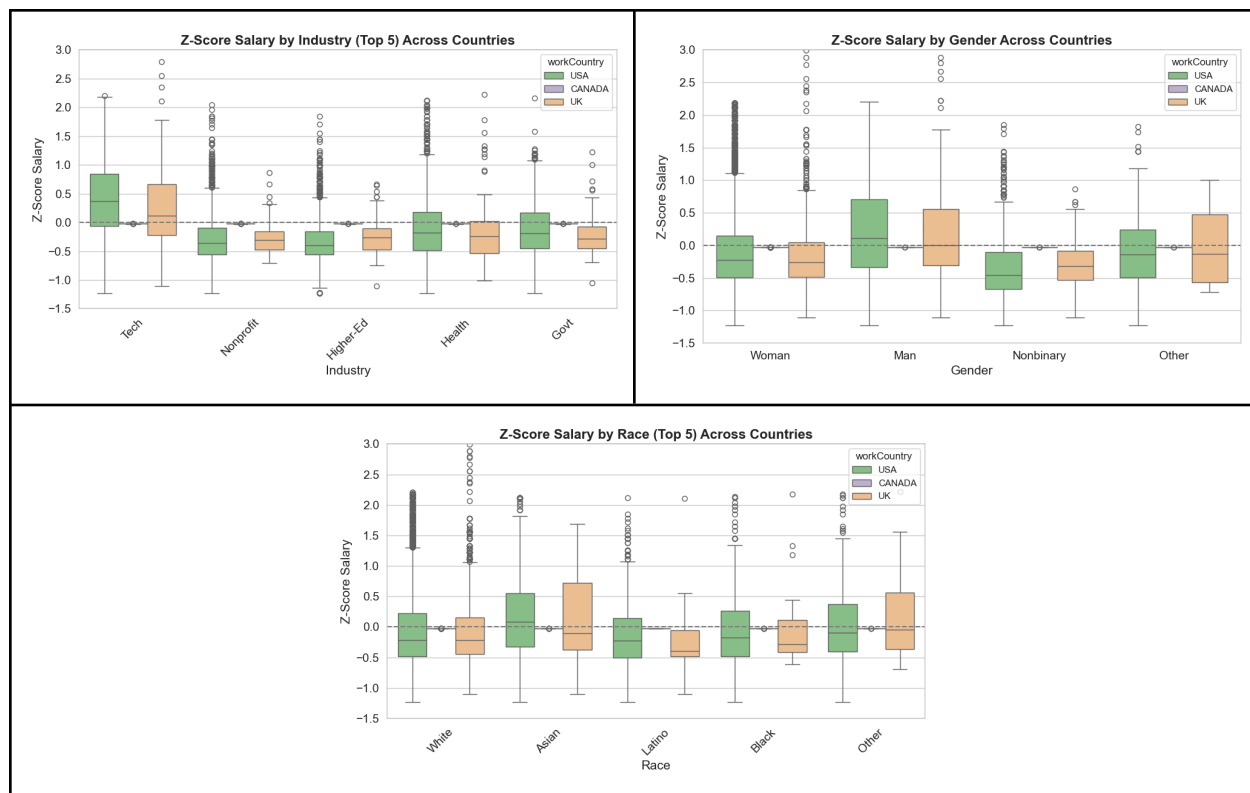 Z-Score Salary by Industry (Top 5) Across Countries
3.0
2.5
2.0
1.5
1.0
0.5
0.0
−0.5
−1.0
−1.5
Z-Score Salary
workCountry
USA
CANADA
UK
Tech
Nonprofit
Higher-Ed
Health
Govt
Industry
Z-Score Salary by Gender Across Countries
3.0
2.5
2.0
1.5
1.0
0.5
0.0
−0.5
−1.0
−1.5
Z-Score Salary
workCountry
USA
CANADA
UK
Woman
Man
Nonbinary
Other
Gender
Z-Score Salary by Race (Top 5) Across Countries
3.0
2.5
2.0
1.5
1.0
0.5
0.0
−0.5
−1.0
−1.5
Z-Score Salary
workCountry
USA
CANADA
UK
White
Asian
Latino
Black
Other
Race